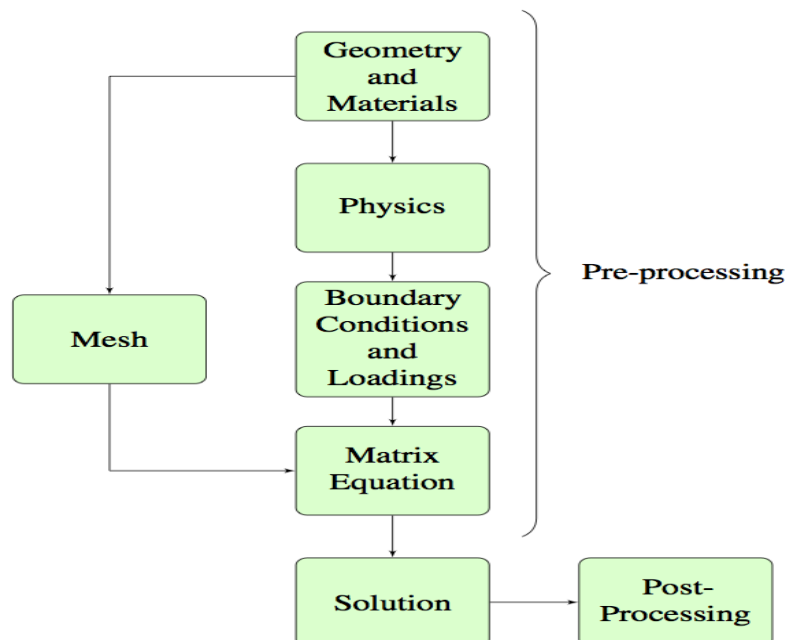 Geometry
and
Materials
Physics
Pre-processing
Boundary
Conditions
and
Loadings
Mesh
Matrix
Equation
Solution
Post-
Processing